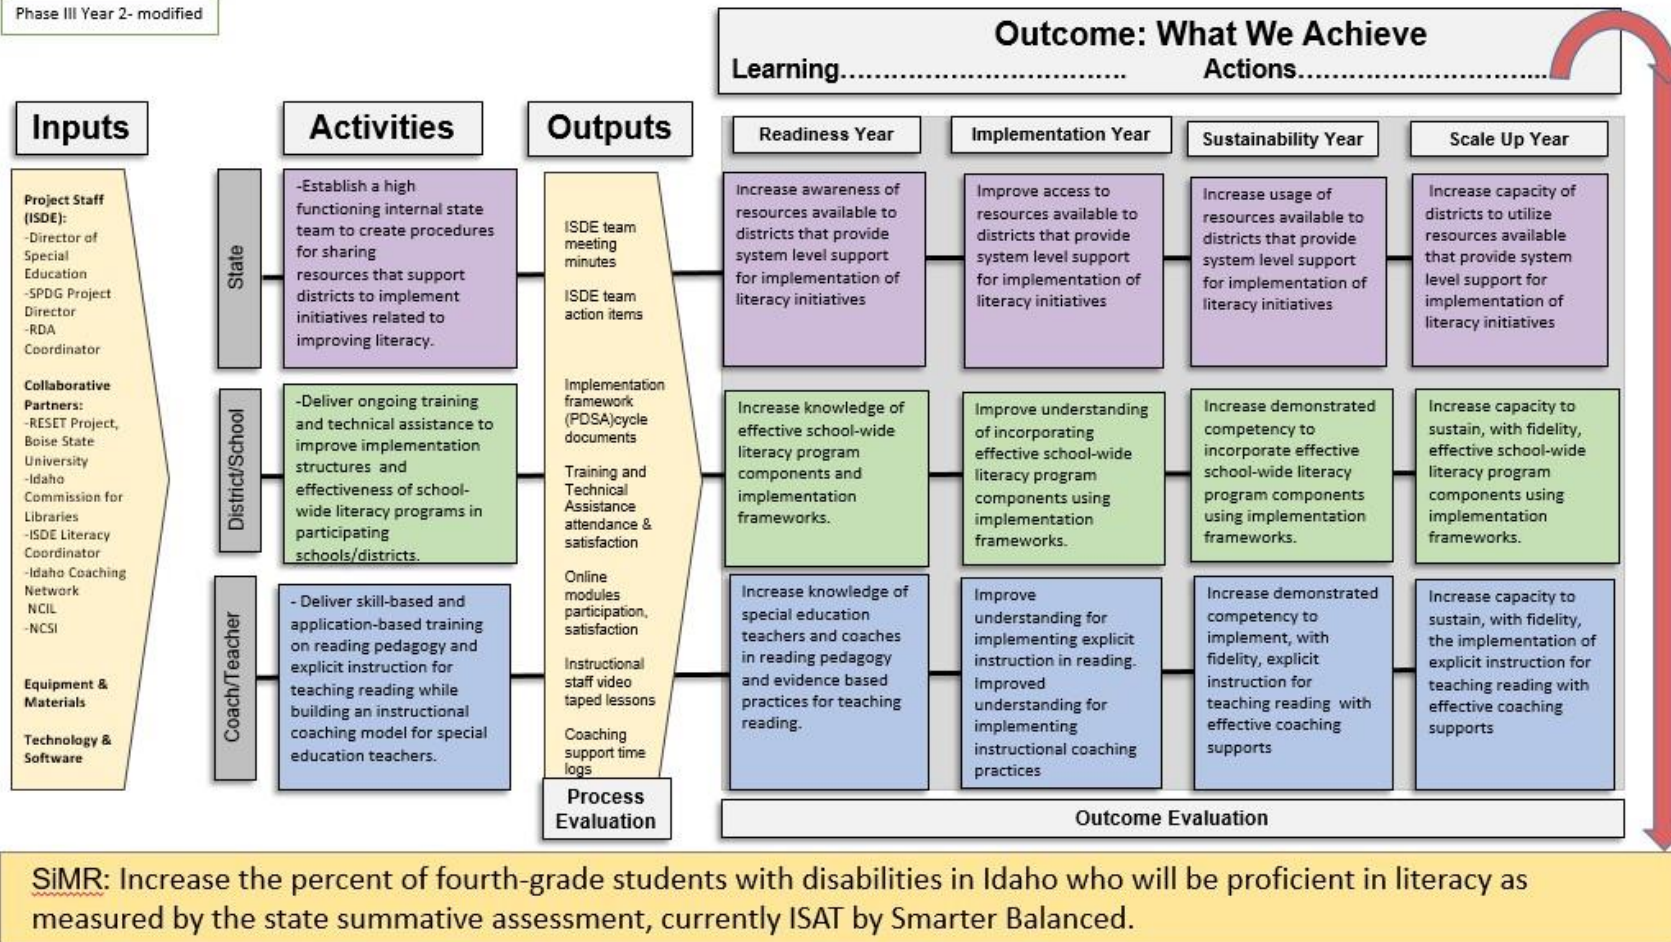 Phase III Year 2- modified
Outcome: What We Achieve
Learning……………………………. Actions………………………....
Inputs
Project Staff
(ISDE):
-Director of
Special
Education
-SPDG Project
Director
-RDA
Coordinator
Collaborative
Partners:
-RESET Project,
Boise State
University
-Idaho
Commission for
Libraries
-ISDE Literacy
Coordinator
-Idaho Coaching
Network
NCIL
-NCSI
Equipment &
Materials
Technology &
Software
Activities
State
-Establish a high
functioning internal state
team to create procedures
for sharing
resources that support
districts to implement
initiatives related to
improving literacy.
District/School
-Deliver ongoing training
and technical assistance to
improve implementation
structures and
effectiveness of school-
wide literacy programs in
participating
schools/districts.
Coach/Teacher
- Deliver skill-based and
application-based training
on reading pedagogy and
explicit instruction for
teaching reading while
building an instructional
coaching model for special
education teachers.
Outputs
ISDE team
meeting
minutes
ISDE team
action items
Implementation
framework
(PDSA)cycle
documents
Training and
Technical
Assistance
attendance &
satisfaction
Online
modules
participation,
satisfaction
Instructional
staff video
taped lessons
Coaching
support time
logs
Process
Evaluation
Readiness Year
Increase awareness of
resources available to
districts that provide
system level support
for implementation of
literacy initiatives
Increase knowledge of
effective school-wide
literacy program
components and
implementation
frameworks.
Increase knowledge of
special education
teachers and coaches
in reading pedagogy
and evidence based
practices for teaching
reading.
Implementation Year
Improve access to
resources available to
districts that provide
system level support
for implementation of
literacy initiatives
Improve understanding
of incorporating
effective school-wide
literacy program
components using
implementation
frameworks.
Improve
understanding for
implementing explicit
instruction in reading.
Improved
understanding for
implementing
instructional coaching
practices
Sustainability Year
Increase usage of
resources available to
districts that provide
system level support
for implementation of
literacy initiatives
Increase demonstrated
competency to
incorporate effective
school-wide literacy
program components
using implementation
frameworks.
Increase demonstrated
competency to
implement, with
fidelity, explicit
instruction for
teaching reading with
effective coaching
supports
Scale Up Year
Increase capacity of
districts to utilize
resources available
that provide system
level support for
implementation of
literacy initiatives
Increase capacity to
sustain, with fidelity,
effective school-wide
literacy program
components using
implementation
frameworks.
Increase capacity to
sustain, with fidelity,
the implementation of
explicit instruction for
teaching reading with
effective coaching
supports
Outcome Evaluation
SiMR: Increase the percent of fourth-grade students with disabilities in Idaho who will be proficient in literacy as
measured by the state summative assessment, currently ISAT by Smarter Balanced.